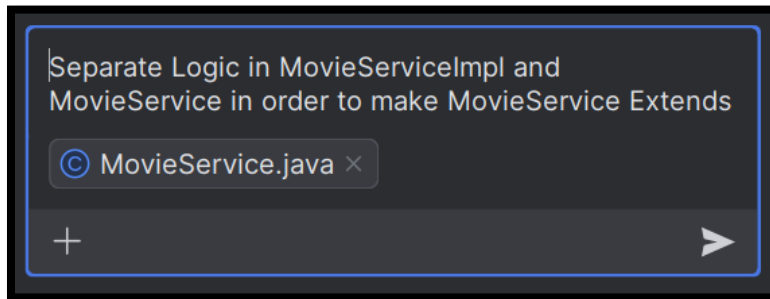 Separate Logic in MovieServiceImpl and
MovieService in order to make MovieService Extends
© MovieService.java ×